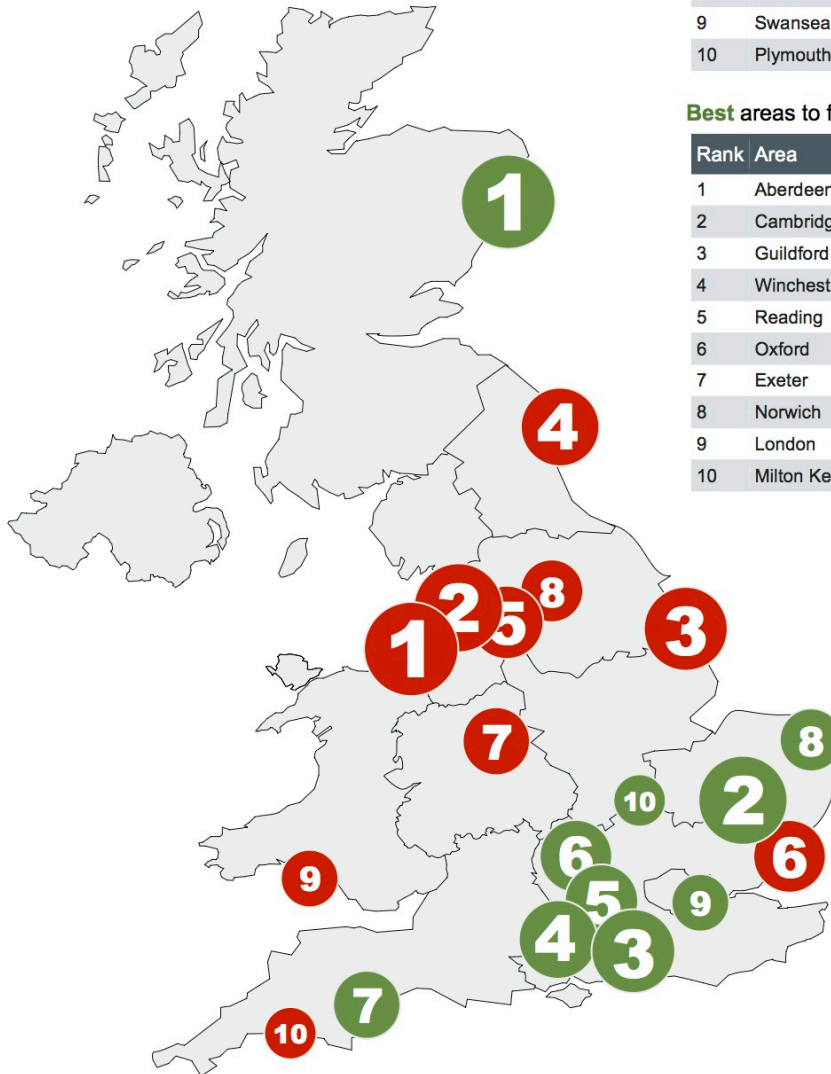 9 Swansea
10 Plymouth
Best areas to f
Rank Area
1 Aberdeen
2 Cambridg
3 Guildford
4 Winchest
5 Reading
6 Oxford
7 Exeter
8 Norwich
9 London
10 Milton Ke
1
4
8
2
5
1
3
7
8
10
2
6
6
9
5
9
4
3
7
10